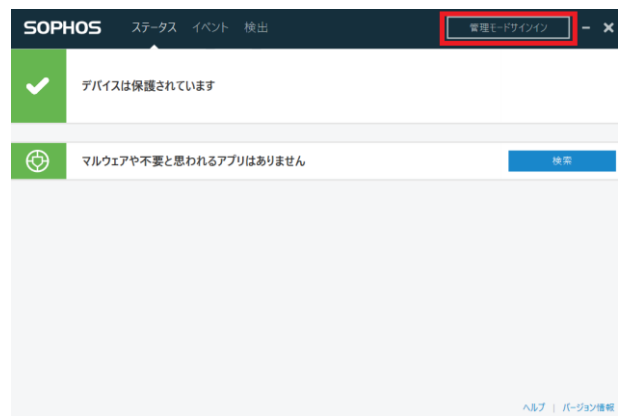 SOPHOS ステータス イベント 検出 管理モードサインイン
デバイスは保護されています
マルウェアや不要と思われるアプリはありません 検索
ヘルプ | バージョン情報